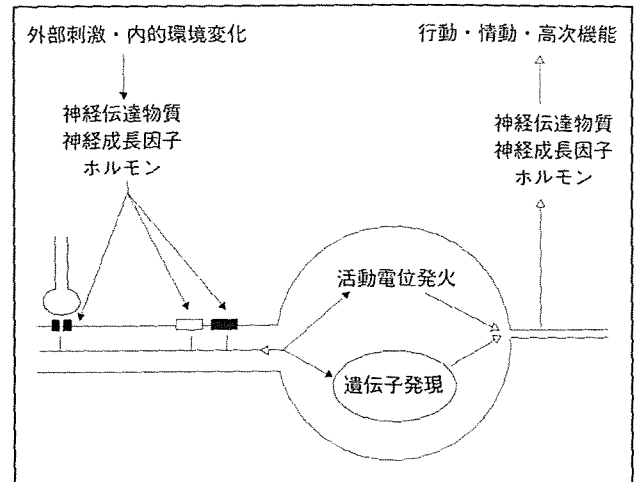 外部刺激・内的環境変化
神経伝達物質
神経成長因子
ホルモン
行動・情動・高次機能
神経伝達物質
神経成長因子
ホルモン
活動電位発火
遺伝子発現